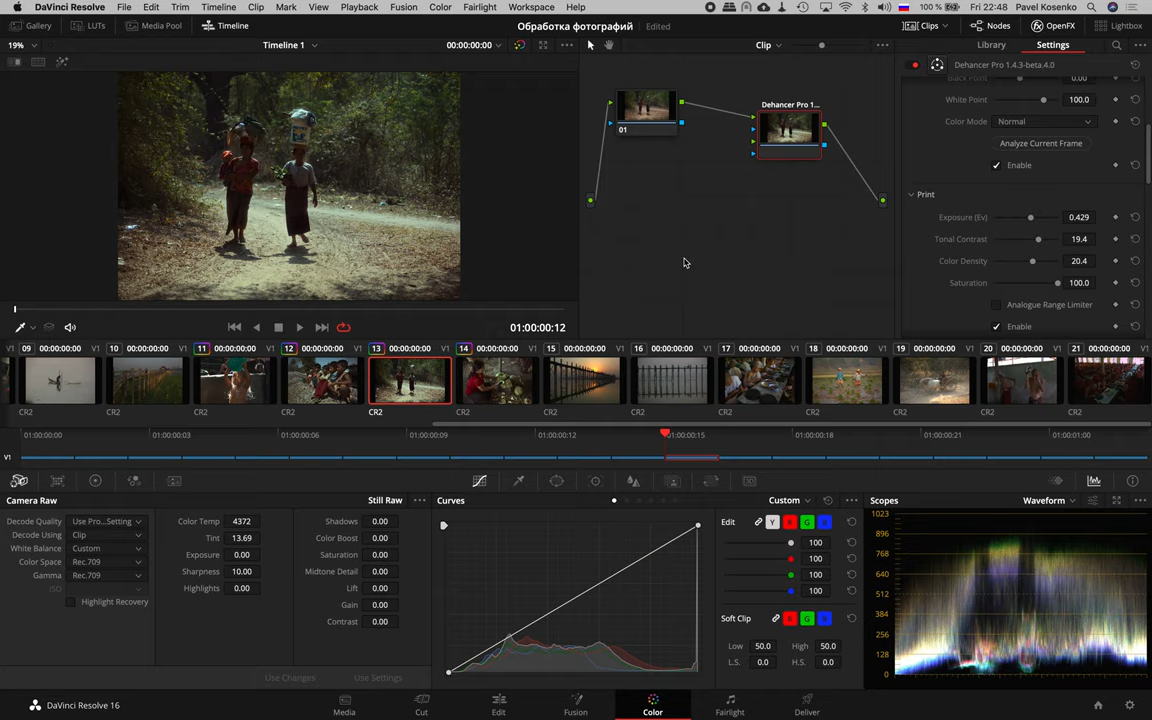 DaVinci Resolve File Edit Trim Timeline Clip Mark View Playback Fusion Color Fairlight Workspace Help 100 % Fri 22:48 Pavel Kosenko
Gallery LUTs Media Pool Timeline Обработка фотографий Edited Clips Nodes OpenFX Lightbox
19% Timeline 1 00:00:00:00 Clip Library Settings
Dehancer Pro 1.4.3-beta.4.0
Black Point 0.00
White Point 100.0
Color Mode Normal
Analyze Current Frame
Enable
Print
Exposure (Ev) 0.429
Tonal Contrast 19.4
Color Density 20.4
Saturation 100.0
Analogue Range Limiter
Enable
01
Dehancer Pro 1...
01:00:00:12
V1 09 00:00:00:00 V1 10 00:00:00:00 V1 11 00:00:00:00 V1 12 00:00:00:00 V1 13 00:00:00:00 V1 14 00:00:00:00 V1 15 00:00:00:00 V1 16 00:00:00:00 V1 17 00:00:00:00 V1 18 00:00:00:00 V1 19 00:00:00:00 V1 20 00:00:00:00 V1 21 00:00:00:00 V1
CR2 CR2 CR2 CR2 CR2 CR2 CR2 CR2 CR2 CR2 CR2 CR2 CR2
01:00:00:00 01:00:00:03 01:00:00:06 01:00:00:09 01:00:00:12 01:00:00:15 01:00:00:18 01:00:00:21 01:00:01:00
V1
Camera Raw Still Raw
Decode Quality Use Pro...Setting Color Temp 4372 Shadows 0.00
Decode Using Clip Tint 13.69 Color Boost 0.00
White Balance Custom Exposure 0.00 Saturation 0.00
Color Space Rec.709 Sharpness 10.00 Midtone Detail 0.00
Gamma Rec.709 Highlights 0.00 Lift 0.00
ISO
Highlight Recovery
Gain 0.00
Contrast 0.00
Use Changes Use Settings
Curves Custom
Edit Y R G B
100
100
100
100
Soft Clip R G B
Low 50.0 High 50.0
L.S. 0.0 H.S. 0.0
Scopes Waveform
1023
896
768
640
512
384
256
128
0
DaVinci Resolve 16 Media Cut Edit Fusion Color Fairlight Deliver